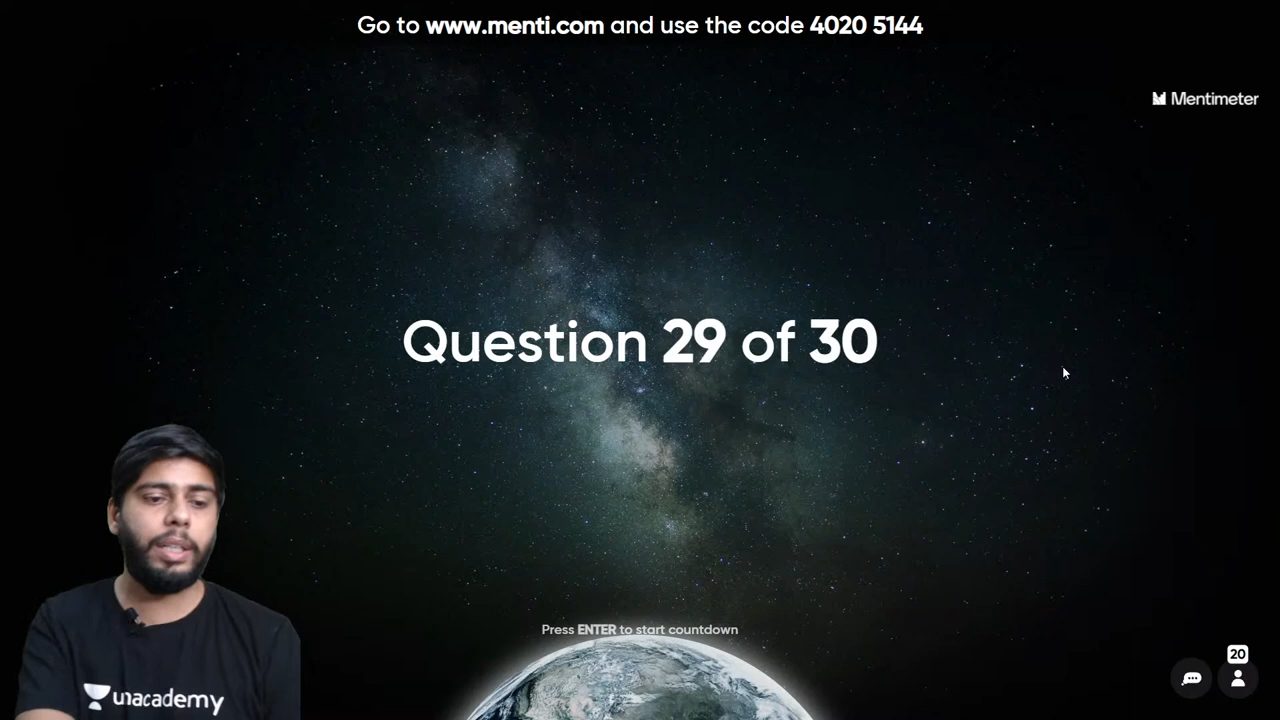 Go to www.menti.com and use the code 4020 5144
Mentimeter
Question 29 of 30
Press ENTER to start countdown
20
unacademy